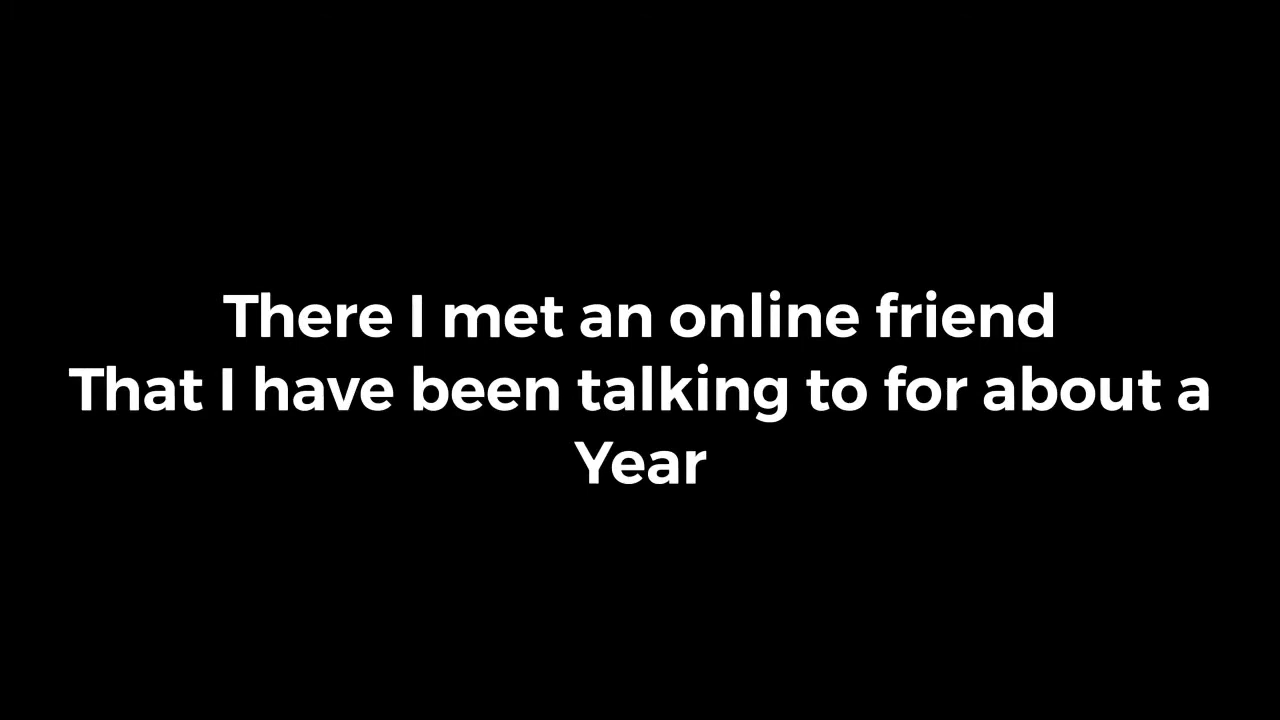 There I met an online friend
That I have been talking to for about a
Year